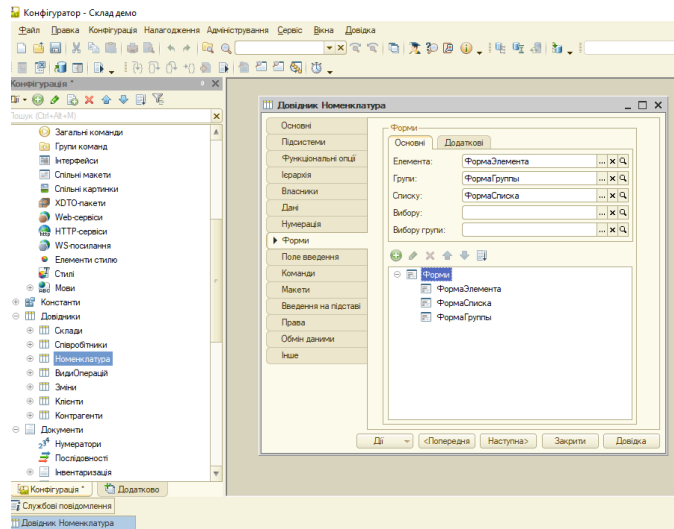 Конфігуратор - Склад демо
Файл Правка Конфігурація Налагодження Адміністрування Сервіс Вікна Довідка
Конфігурація *
Пошук (Ctrl+Alt+M)
Загальні команди
Групи команд
Інтерфейси
Спільні макети
Спільні картинки
XDTO-пакети
Web-сервіси
HTTP-сервіси
WS-посилання
Елементи стилю
Стилі
Мови
Константи
Довідники
Склади
Співробітники
Номенклатура
ВидиОперацій
Зміни
Клієнти
Контрагенти
Документи
Нумератори
Послідовності
Інвентаризація
Конфігурація *
Додатково
Службові повідомлення
Довідник Номенклатура
Довідник Номенклатура
Основні
Підсистеми
Функціональні опції
Ієрархія
Власники
Дані
Нумерація
Форми
Поле введення
Команди
Макети
Введення на підставі
Права
Обмін даними
Інше
Форми
Основні Додаткові
Елемента: ФормаЭлемента
Групи: ФормаГруппы
Списку: ФормаСписка
Вибору:
Вибору групи:
Форми
ФормаЭлемента
ФормаСписка
ФормаГруппы
Дії <Попередня Наступна> Закрити Довідка